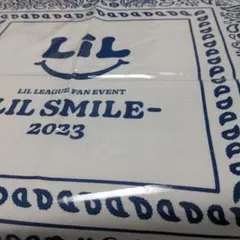 LiL
LIL LEAGUE FAN EVENT
LIL SMILE-
2023